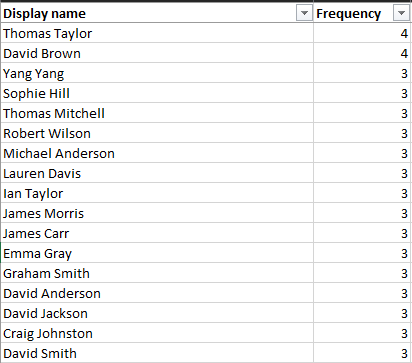 Display name Frequency
Thomas Taylor 4
David Brown 4
Yang Yang 3
Sophie Hill 3
Thomas Mitchell 3
Robert Wilson 3
Michael Anderson 3
Lauren Davis 3
Ian Taylor 3
James Morris 3
James Carr 3
Emma Gray 3
Graham Smith 3
David Anderson 3
David Jackson 3
Craig Johnston 3
David Smith 3